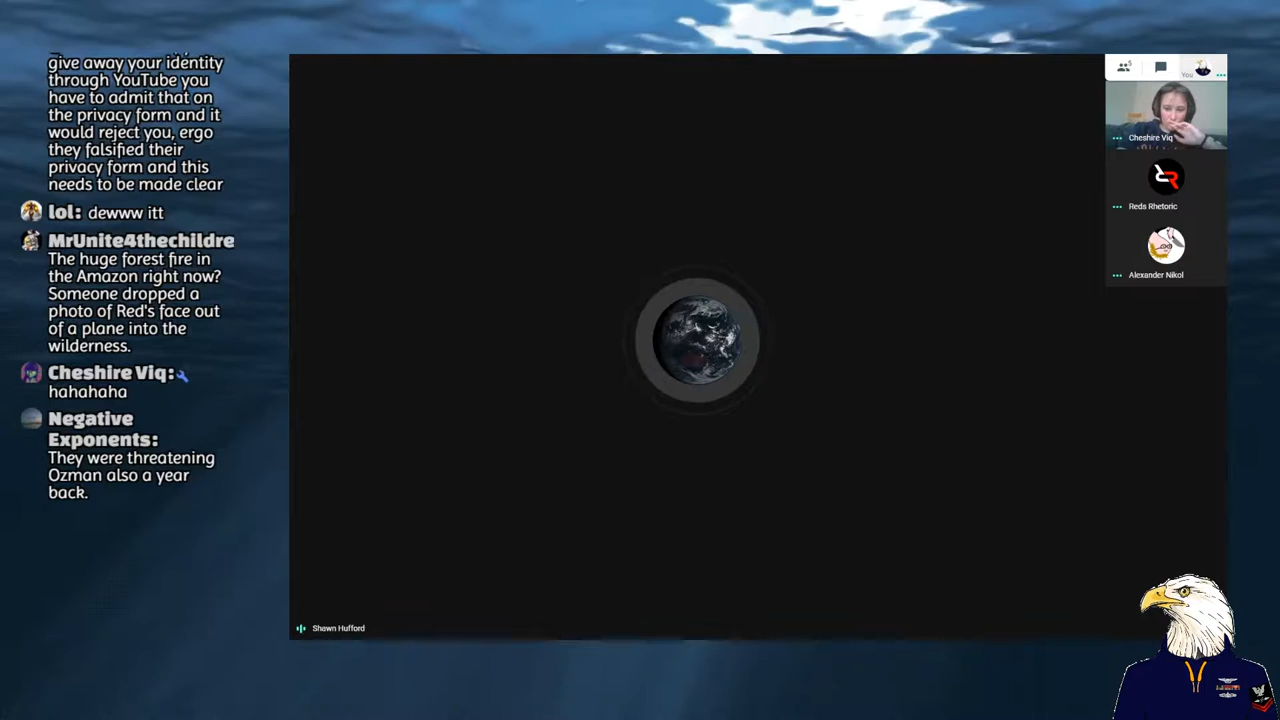 give away your identity
through YouTube you
have to admit that on
the privacy form and it
would reject you, ergo
they falsified their
privacy form and this
needs to be made clear
lol: dewww itt
MrUnite4thechildre
The huge forest fire in
the Amazon right now?
Someone dropped a
photo of Red's face out
of a plane into the
wilderness.
Cheshire Viq:
hahahaha
Negative
Exponents:
They were threatening
Ozman also a year
back.
5
You
Cheshire Viq
Reds Rhetoric
Alexander Nikol
Shawn Hufford